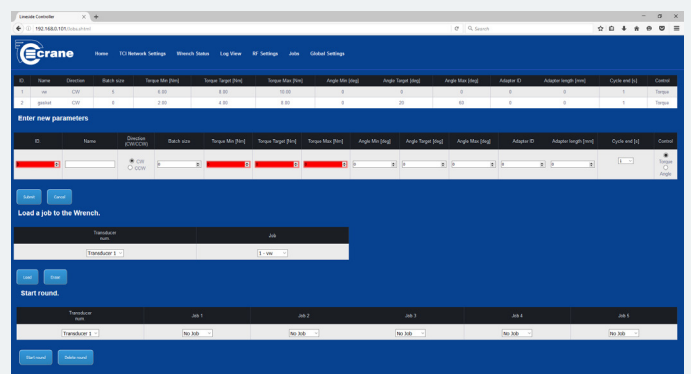 Linecide Controller
192.168.0.101/Jobs.shtml
Search
Ecrane
Home TCI Network Settings Wrench Status Log View RF Settings Jobs Global Settings
ID Name Direction Batch size Torque Min [Nm] Torque Target [Nm] Torque Max [Nm] Angle Min [deg] Angle Target [deg] Angle Max [deg] Adapter ID Adapter length [mm] Cycle end [s] Control
1 vw CW 5 6.00 8.00 10.00 0 0 0 0 0 1 Torque
2 CW 0 2.00 4.00 8.00 0 20 60 0 0 1 Torque
Enter new parameters
ID Name Direction (CW/CCW) Batch size Torque Min [Nm] Torque Target [Nm] Torque Max [Nm] Angle Min [deg] Angle Target [deg] Angle Max [deg] Adapter ID Adapter length [mm] Cycle end [s] Control
CW
CCW
1
Torque
Angle
Submit Cancel
Load a job to the Wrench.
Transducer num Job
Transducer 1 1 - vw
Load
Start round.
Transducer num Job 1 Job 2 Job 3 Job 4 Job 5
Transducer 1 No Job No Job No Job No Job No Job
Start round Delete round